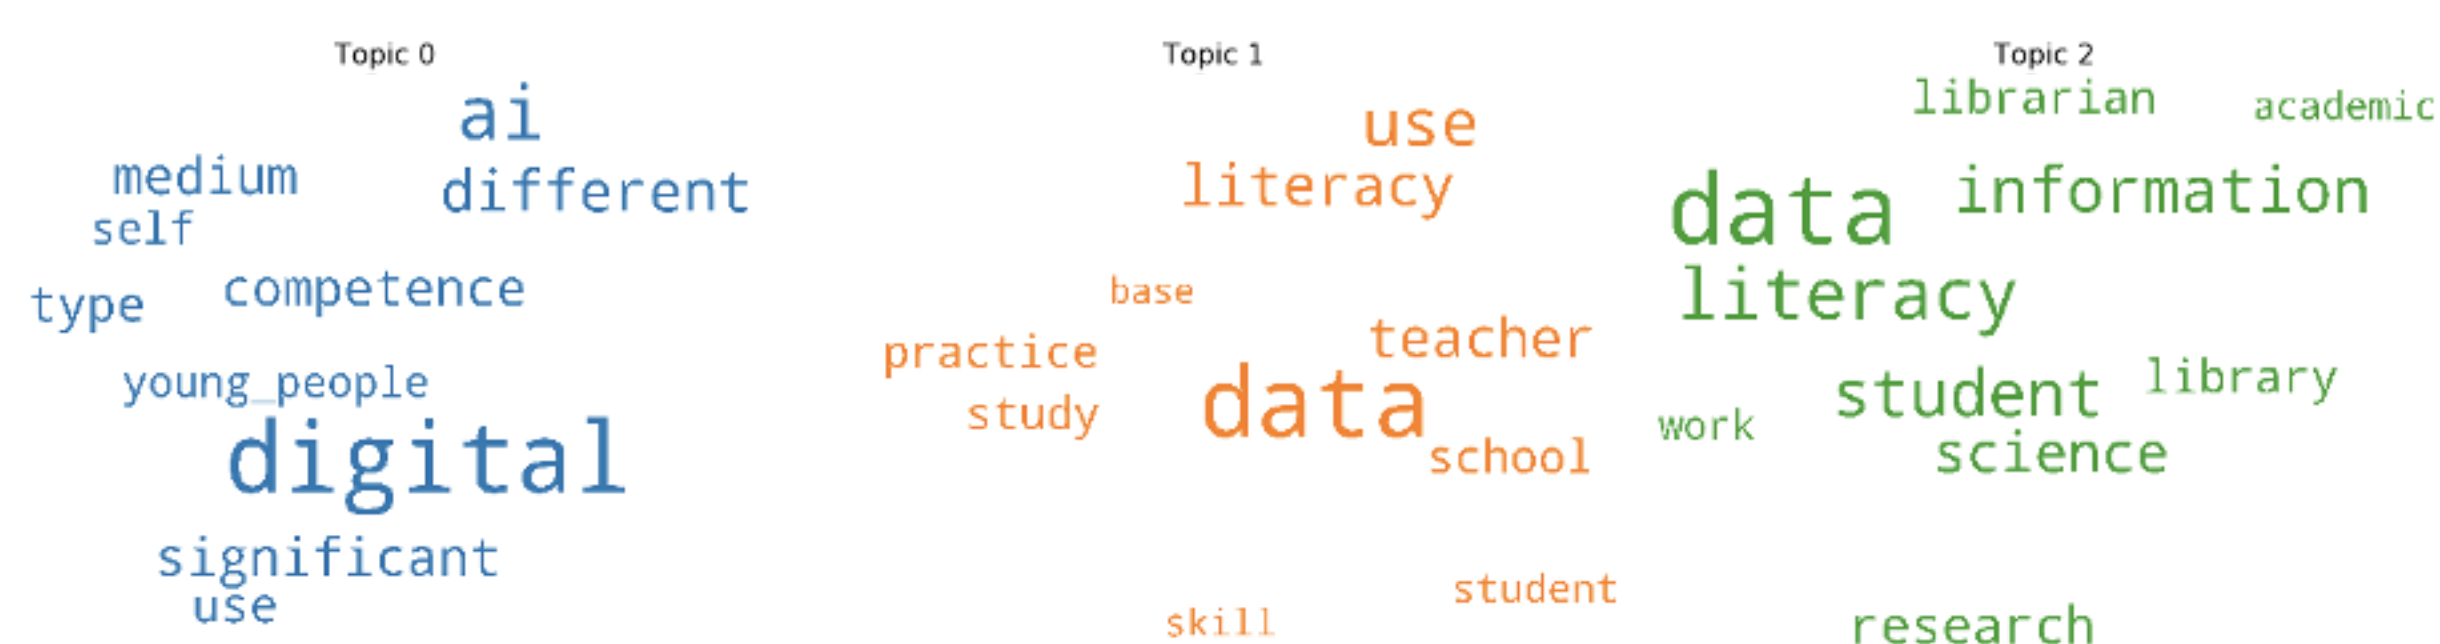 Topic 0
ai
medium
different
self
competence
type
young_people
digital
significant
use
Topic 1
use
literacy
base
teacher
practice
data
study
school
student
skill
Topic 2
librarian
academic
information
data
literacy
library
student
work
science
research